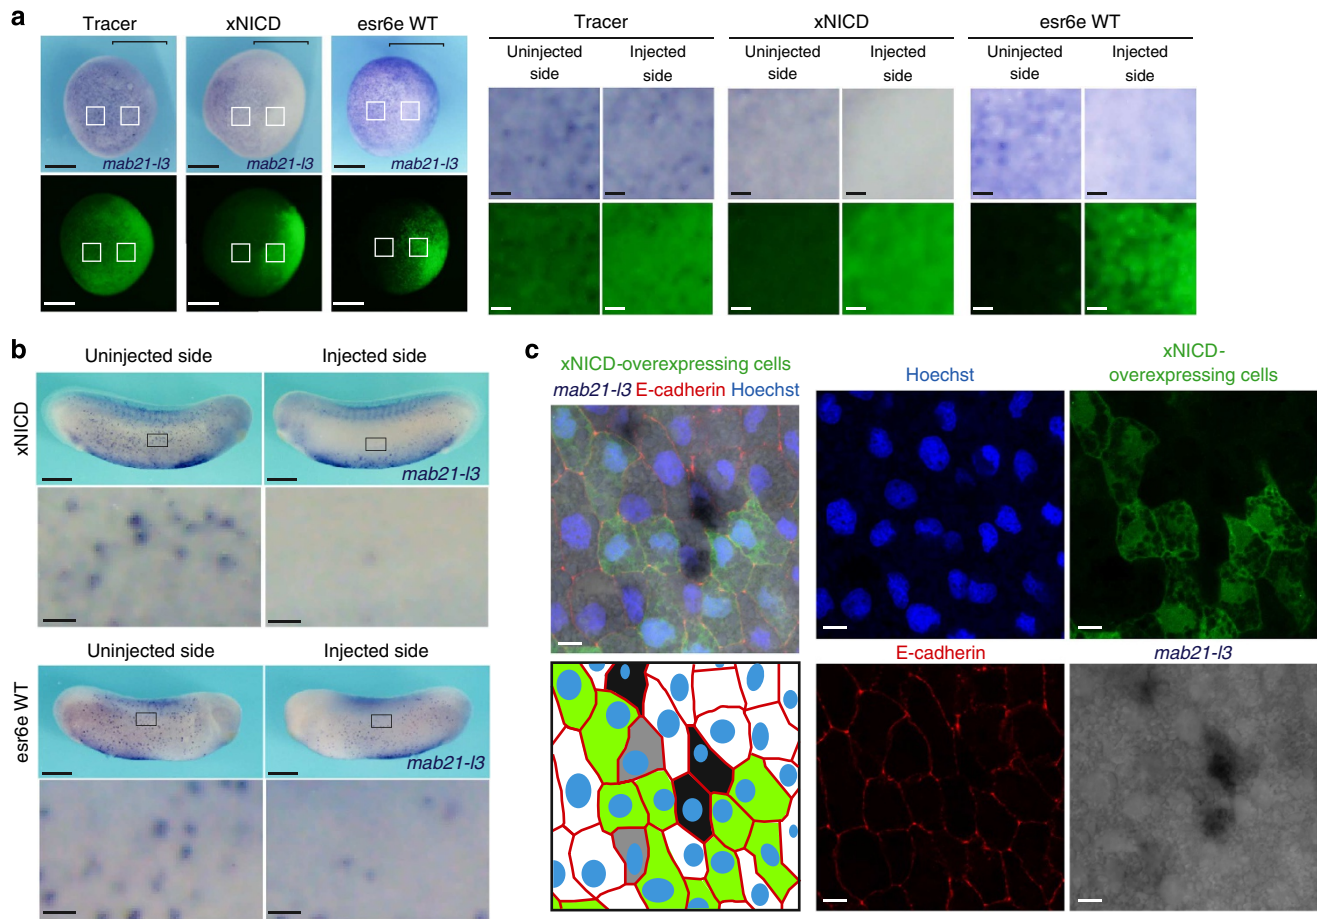 a
Tracer
xNICD
esr6e WT
mab21-l3
mab21-l3
mab21-l3
Tracer
xNICD
esr6e WT
Uninjected side
Injected side
Uninjected side
Injected side
Uninjected side
Injected side
b
Uninjected side
Injected side
xNICD
mab21-l3
Uninjected side
Injected side
esr6e WT
mab21-l3
c
xNICD-overexpressing cells
mab21-l3 E-cadherin Hoechst
Hoechst
xNICD-
overexpressing cells
E-cadherin
mab21-l3